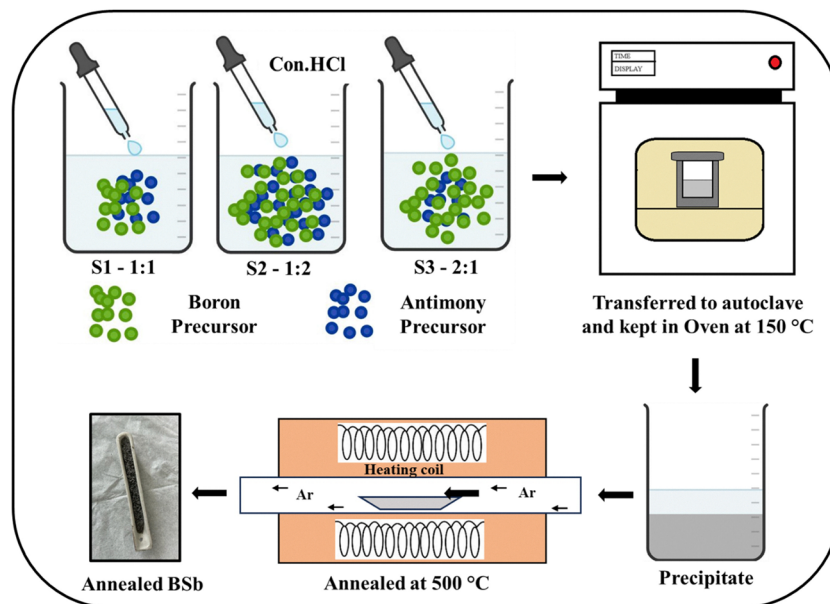 Con.HCl
TIME
DISPLAY
S1 - 1:1
S2 - 1:2
S3 - 2:1
Boron
Precursor
Antimony
Precursor
Transferred to autoclave
and kept in Oven at 150 °C
Heating coil
Ar
Ar
Annealed BSb
Annealed at 500 °C
Precipitate